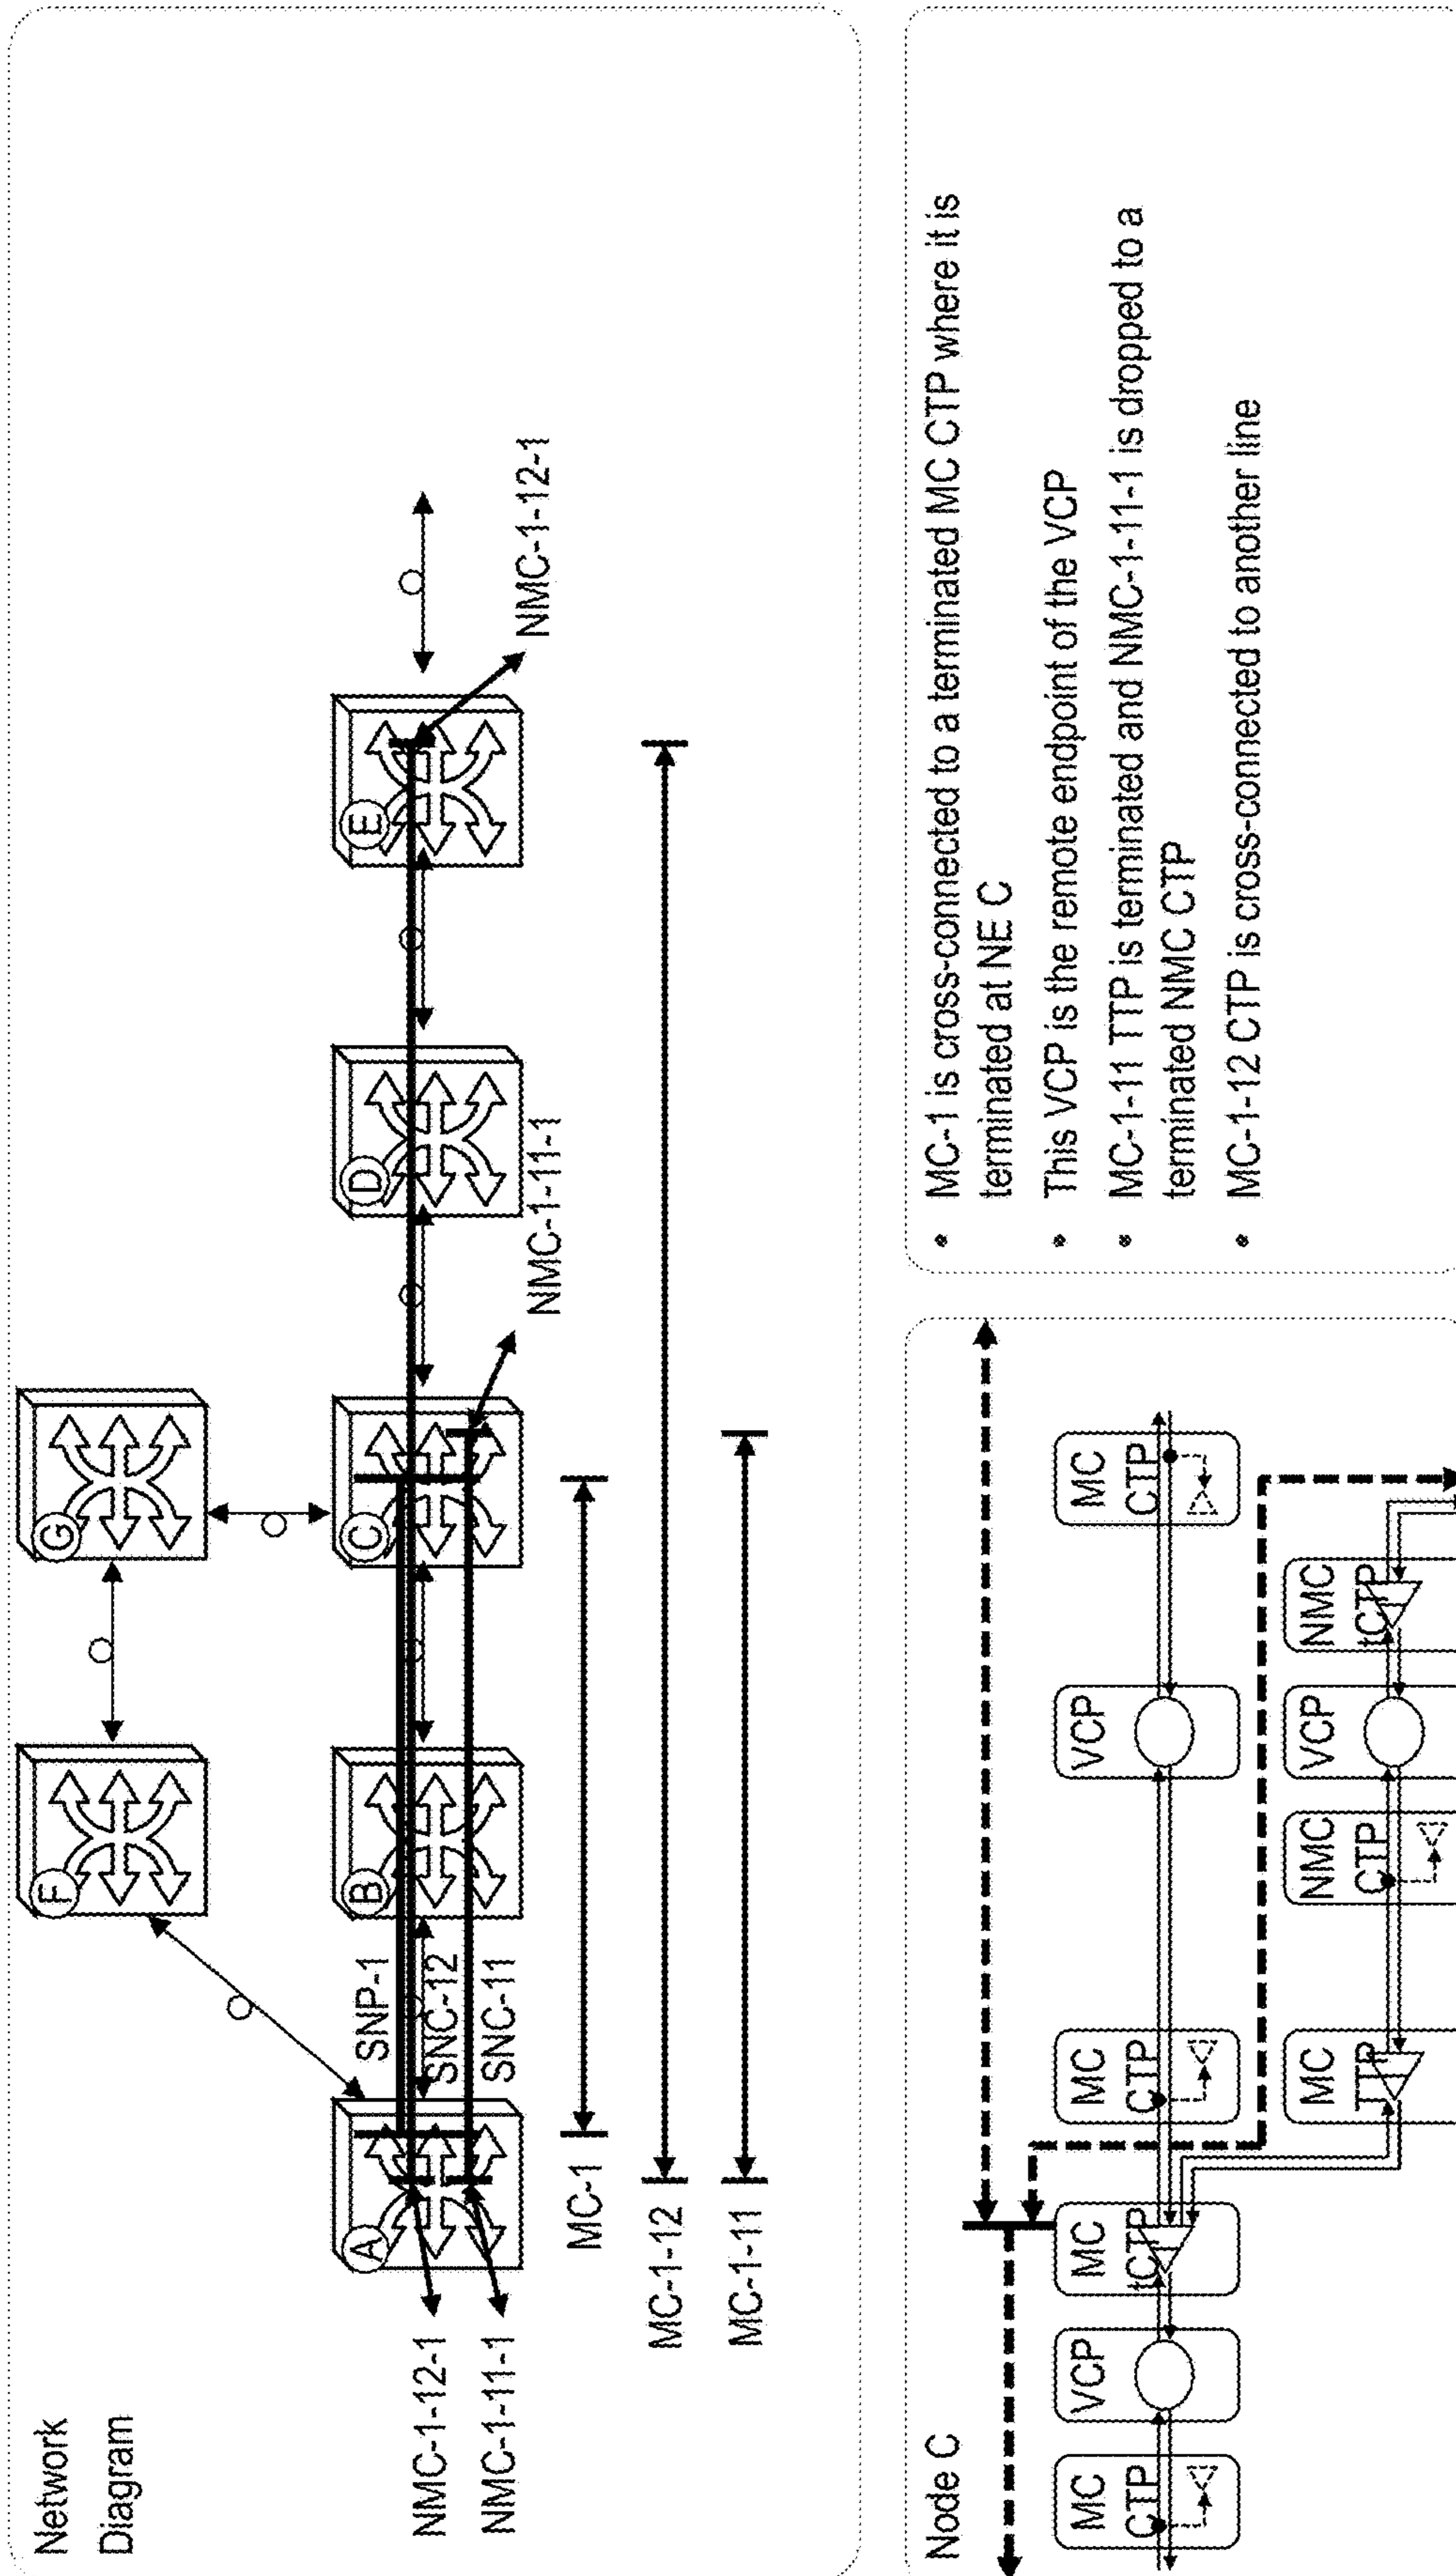 Network
Diagram
F
G
A
B
C
D
E
SNP-1
SNC-12
SNC-11
NMC-1-12-1
NMC-1-11-1
NMC-1-11-1
NMC-1-12-1
MC-1
MC-1-12
MC-1-11
Node C
MC
CTP
VCP
MC
tCTP
MC
CTP
VCP
MC
CTP
MC
TTP
NMC
CTP
VCP
NMC
tCTP
• MC-1 is cross-connected to a terminated MC CTP where it is
terminated at NE C
• This VCP is the remote endpoint of the VCP
• MC-1-11 TTP is terminated and NMC-1-11-1 is dropped to a
terminated NMC CTP
• MC-1-12 CTP is cross-connected to another line